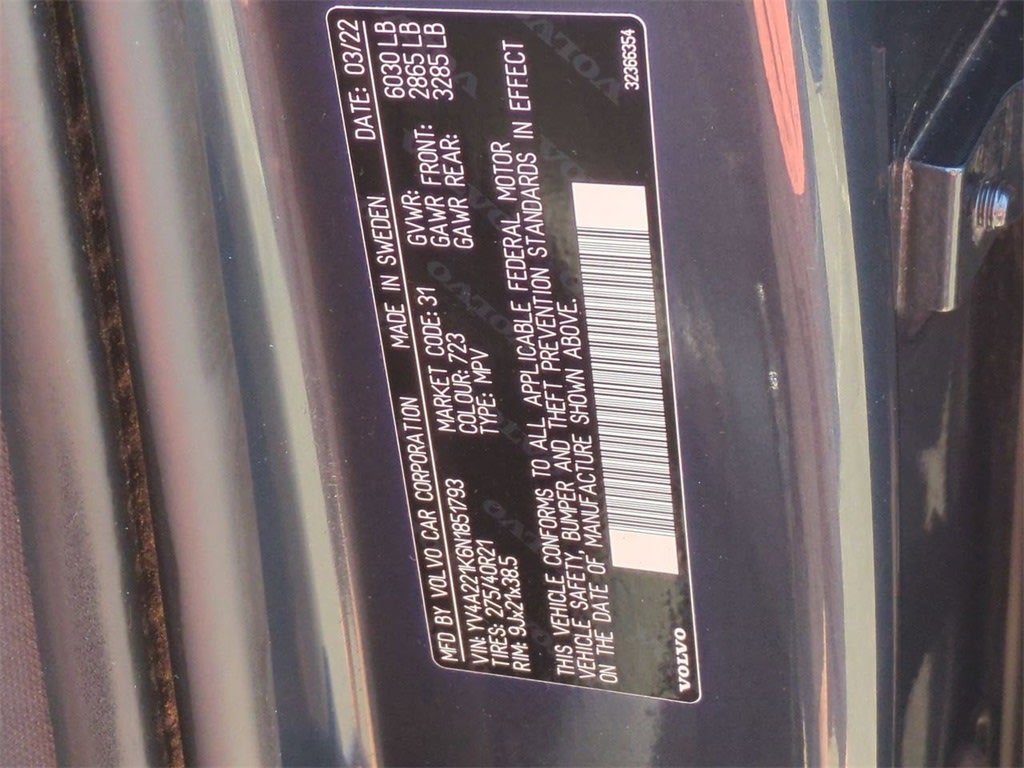 MFD BY VOLVO CAR CORPORATION MADE IN SWEDEN DATE: 03/22
VIN: YV4A221K6N1851793 MARKET CODE: 31 GVWR: 6030 LB
TIRES: 275740R21 COLOUR: 723 GAWR FRONT: 2865 LB
RIM: 9Jx21x38.5 TYPE: MPV GAWR REAR: 3285 LB
THIS VEHICLE CONFORMS TO ALL APPLICABLE FEDERAL MOTOR
VEHICLE SAFETY, BUMPER AND THEFT PREVENTION STANDARDS IN EFFECT
ON THE DATE OF MANUFACTURE SHOWN ABOVE.
VOLVO 32366354